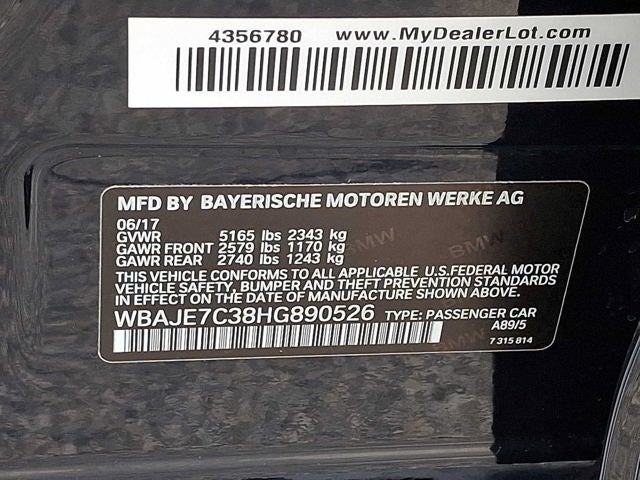 4356780 www.MyDealerLot.com
MFD BY BAYERISCHE MOTOREN WERKE AG
06/17
GVWR 5165 lbs 2343 kg
GAWR FRONT 2579 lbs 1170 kg
GAWR REAR 2740 lbs 1243 kg
THIS VEHICLE CONFORMS TO ALL APPLICABLE U.S.FEDERAL MOTOR
VEHICLE SAFETY, BUMPER AND THEFT PREVENTION STANDARDS
IN EFFECT ON THE DATE OF MANUFACTURE SHOWN ABOVE.
WBAJE7C38HG890526 TYPE: PASSENGER CAR
A89/5
7 315 814
BMW
BMW
BMW